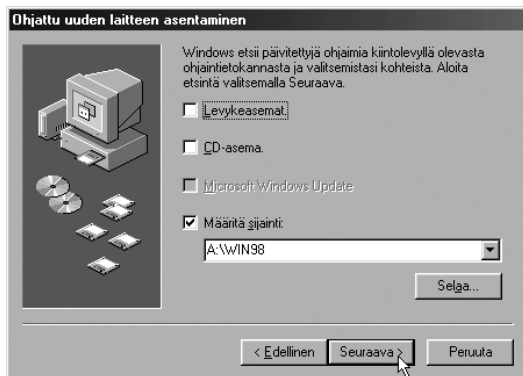 Ohjattu uuden laitteen asentaminen
Windows etsii päivitettyjä ohjaimia kiintolevyllä olevasta
ohjaintietokannasta ja valitsemistasi kohteista. Aloita
etsintä valitsemalla Seuraava.
Levykeasemat.
CD-asema.
Microsoft Windows Update
Määritä sijainti:
A:\WIN98
Selaa...
< Edellinen
Seuraava >
Peruuta